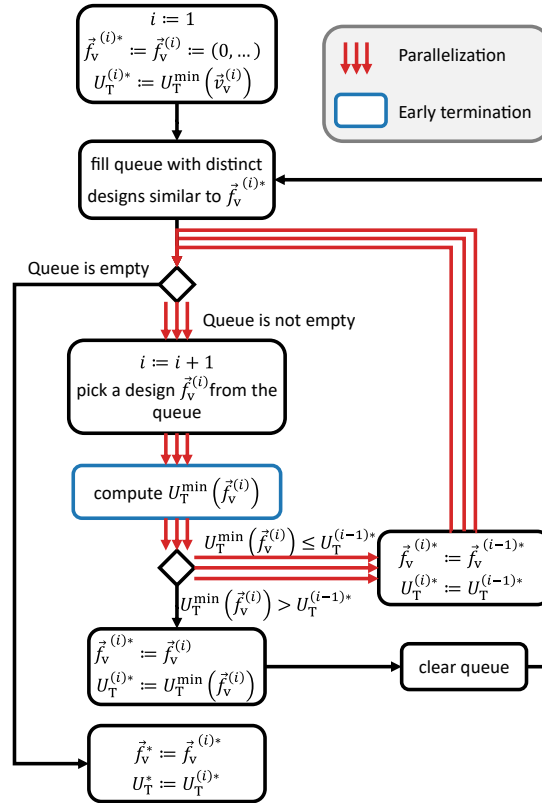 i ≔ 1
f⃗_v^{(i)*} ≔ f⃗_v^{(i)} ≔ (0, …)
U_T^{(i)*} ≔ U_T^{min}(v⃗_v^{(i)})
Parallelization
Early termination
fill queue with distinct
designs similar to f⃗_v^{(i)*}
Queue is empty
Queue is not empty
i ≔ i + 1
pick a design f⃗_v^{(i)} from the
queue
compute U_T^{min}(f⃗_v^{(i)})
U_T^{min}(f⃗_v^{(i)}) ≤ U_T^{(i−1)*}
f⃗_v^{(i)*} ≔ f⃗_v^{(i−1)*}
U_T^{(i)*} ≔ U_T^{(i−1)*}
U_T^{min}(f⃗_v^{(i)}) > U_T^{(i−1)*}
f⃗_v^{(i)*} ≔ f⃗_v^{(i)}
U_T^{(i)*} ≔ U_T^{min}(f⃗_v^{(i)})
clear queue
f⃗_v^* ≔ f⃗_v^{(i)*}
U_T^* ≔ U_T^{(i)*}